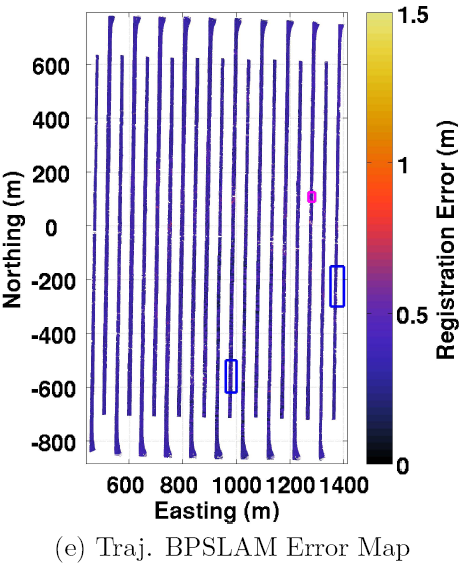 600
400
200
0
-200
-400
-600
-800
Northing (m)
600 800 1000 1200 1400
Easting (m)
1.5
1
0.5
0
Registration Error (m)
(e) Traj. BPSLAM Error Map